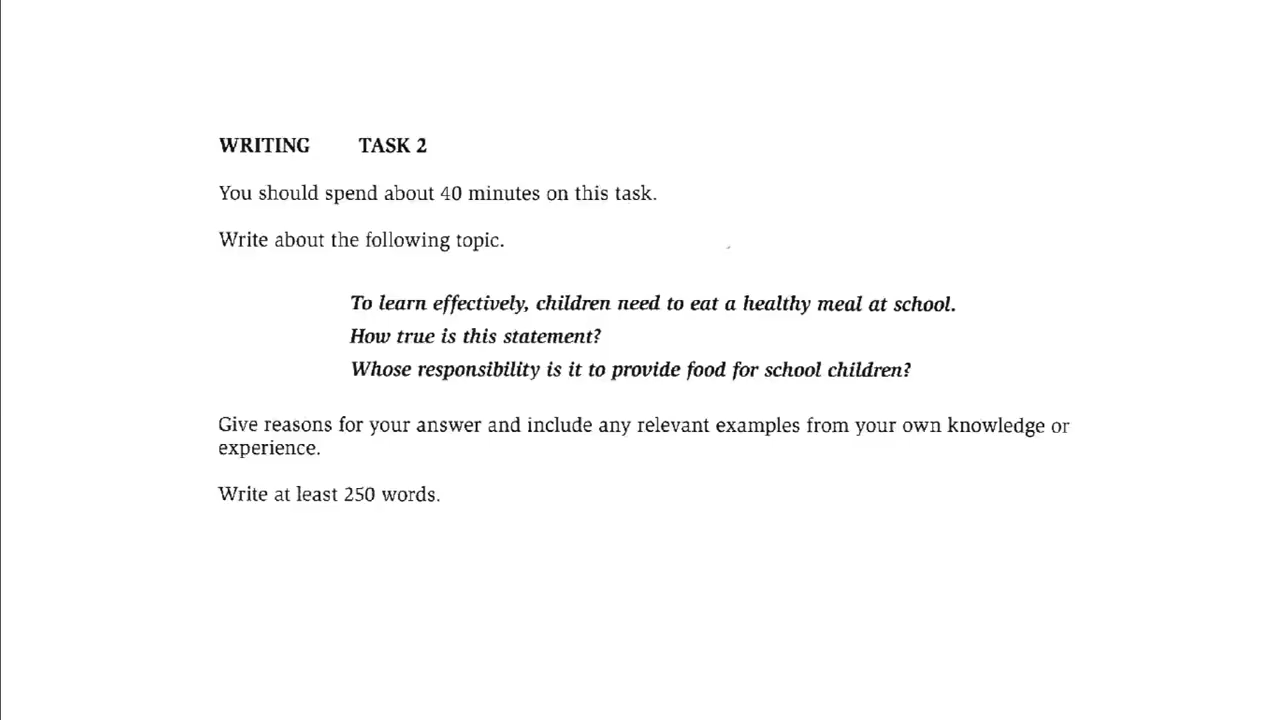 WRITING TASK 2
You should spend about 40 minutes on this task.
Write about the following topic.
To learn effectively, children need to eat a healthy meal at school.
How true is this statement?
Whose responsibility is it to provide food for school children?
Give reasons for your answer and include any relevant examples from your own knowledge or
experience.
Write at least 250 words.